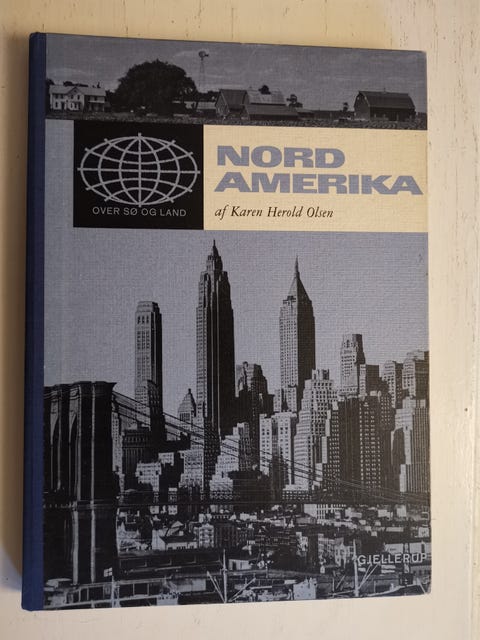 NORD
AMERIKA
af Karen Herold Olsen
OVER SØ OG LAND
GJELLERUP